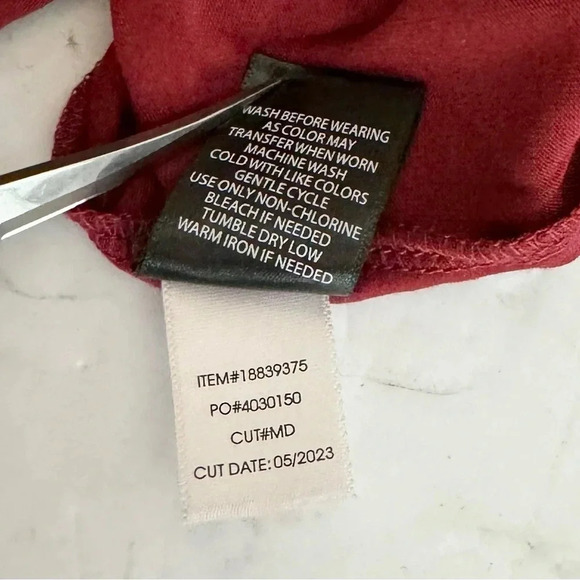 WASH BEFORE WEARING
AS COLOR MAY
TRANSFER WHEN WORN
MACHINE WASH
COLD WITH LIKE COLORS
GENTLE CYCLE
USE ONLY NON-CHLORINE
BLEACH IF NEEDED
TUMBLE DRY LOW
WARM IRON IF NEEDED
ITEM#18839375
PO#4030150
CUT#MD
CUT DATE: 05/2023